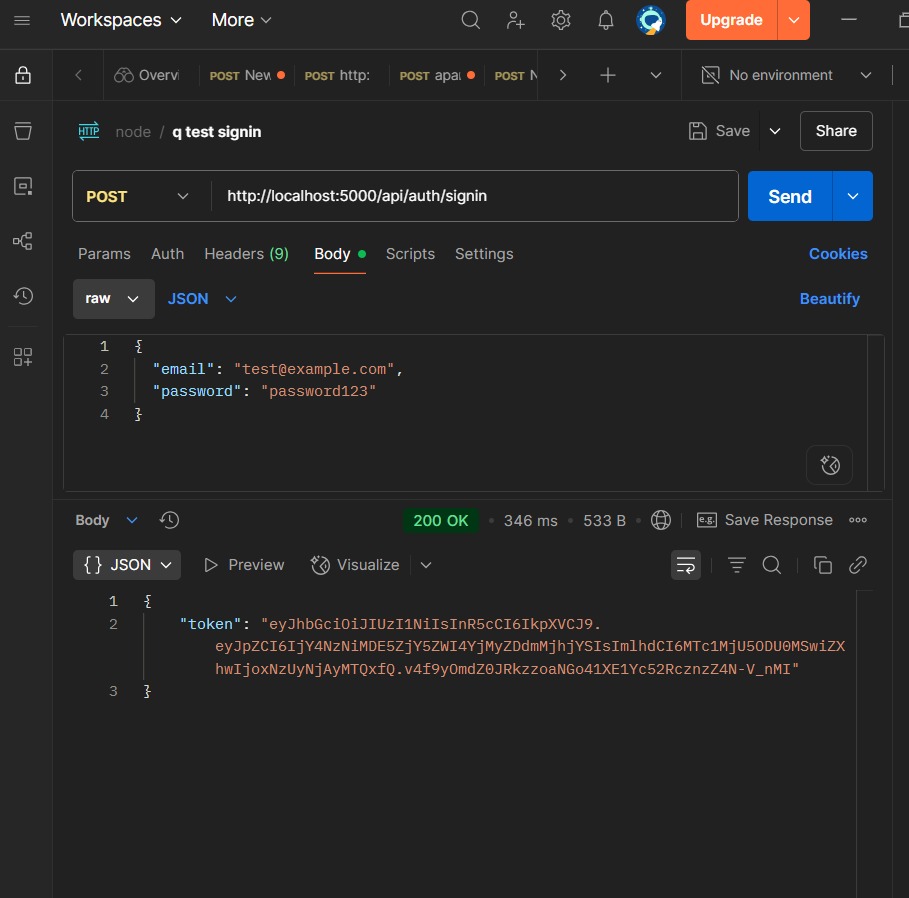 Workspaces More Upgrade
Overvi POST New POST http: POST apar POST N No environment
HTTP node / q test signin Save Share
POST http://localhost:5000/api/auth/signin Send
Params Auth Headers (9) Body Scripts Settings Cookies
raw JSON Beautify
1 {
2 "email": "test@example.com",
3 "password": "password123"
4 }
Body 200 OK • 346 ms • 533 B • e.g. Save Response
{} JSON Preview Visualize
1 {
2 "token": "eyJhbGciOiJIUzI1NiIsInR5cCI6IkpXVCJ9.
eyJpZCI6IjY4NzNiMDE5ZjY5ZWI4YjMyZDdmMjhjYSIsImlhdCI6MTc1MjU5ODU0MSwiZX
hwIjoxNzUyNjAyMTQxfQ.v4f9yOmdZ0JRkzzoaNGo41XE1Yc52RcznzZ4N-V_nMI"
3 }